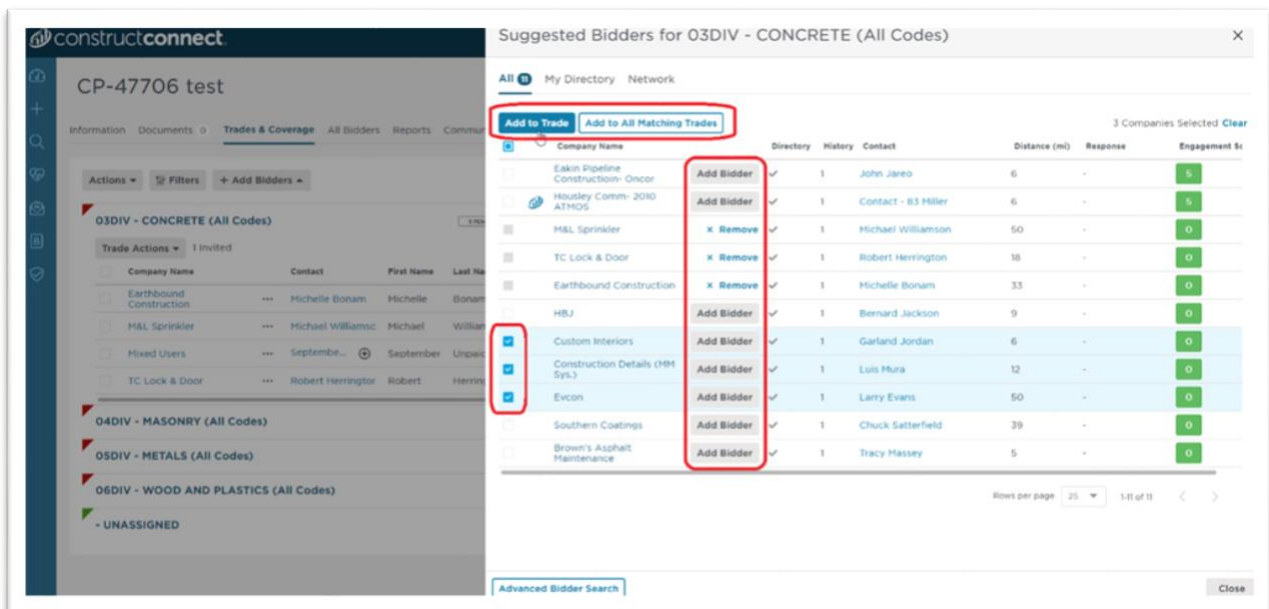 constructconnect.
CP-47706 test
Information Documents 0 Trades & Coverage All Bidders Reports Commun
Actions Filters + Add Bidders
03DIV - CONCRETE (All Codes)
Trade Actions 1 Invited
Company Name Contact First Name Last Na
Earthbound Construction ••• Michelle Bonam Michelle Bonam
M&L Sprinkler ••• Michael Williamsc Michael William
Mixed Users ••• Septembe... September Unpaid
TC Lock & Door ••• Robert Herringtor Robert Herring
04DIV - MASONRY (All Codes)
05DIV - METALS (All Codes)
06DIV - WOOD AND PLASTICS (All Codes)
- UNASSIGNED
Suggested Bidders for 03DIV - CONCRETE (All Codes)
All 11 My Directory Network
Add to Trade Add to All Matching Trades
3 Companies Selected Clear
Company Name Directory History Contact Distance (mi) Response Engagement Sc
Eakin Pipeline
Constructioin- Oncor Add Bidder 1 John Jareo 6 - 5
Housley Comm- 2010
ATMOS Add Bidder 1 Contact - 83 Miller 6 - 5
M&L Sprinkler × Remove 1 Michael Williamson 50 - 0
TC Lock & Door × Remove 1 Robert Herrington 18 - 0
Earthbound Construction × Remove 1 Michelle Bonam 33 - 0
HBJ Add Bidder 1 Bernard Jackson 9 - 0
Custom Interiors Add Bidder 1 Garland Jordan 6 - 0
Construction Details (MM
Sys.) Add Bidder 1 Luis Mura 12 - 0
Evcon Add Bidder 1 Larry Evans 50 - 0
Southern Coatings Add Bidder 1 Chuck Satterfield 39 - 0
Brown's Asphalt
Maintenance Add Bidder 1 Tracy Massey 5 - 0
Rows per page 25 1-11 of 11
Advanced Bidder Search Close